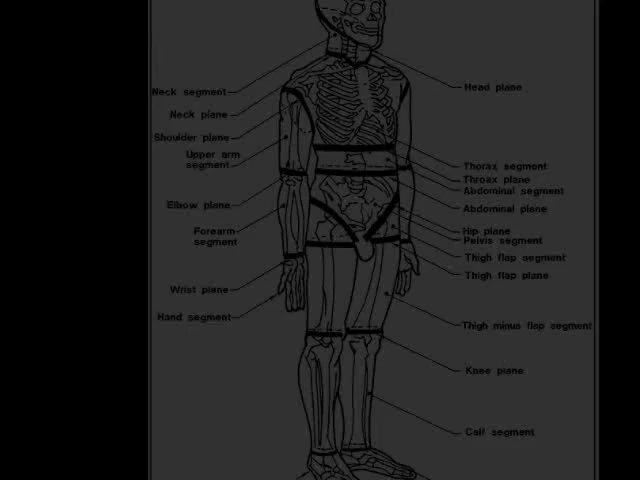 Neck segment
Neck plane
Shoulder plane
Upper arm
segment
Elbow plane
Forearm
segment
Wrist plane
Hand segment
Head plane
Thorax segment
Throax plane
Abdominal segment
Abdominal plane
Hip plane
Pelvis segment
Thigh flap segment
Thigh flap plane
Thigh minus flap segment
Knee plane
Calf segment